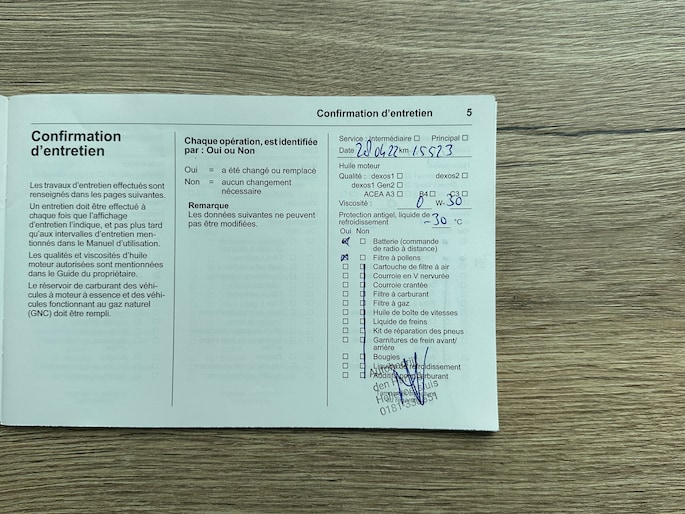 Confirmation d'entretien 5
Confirmation
d'entretien
Les travaux d'entretien effectués sont
renseignés dans les pages suivantes.
Un entretien doit être effectué à
chaque fois que l'affichage
d'entretien l'indique, et pas plus tard
qu'aux intervalles d'entretien men-
tionnés dans le Manuel d'utilisation.
Les qualités et viscosités d'huile
moteur autorisées sont mentionnées
dans le Guide du propriétaire.
Le réservoir de carburant des véhi-
cules à moteur à essence et des véhi-
cules fonctionnant au gaz naturel
(GNC) doit être rempli.
Chaque opération, est identifiée
par : Oui ou Non
Oui = a été changé ou remplacé
Non = aucun changement
nécessaire
Remarque
Les données suivantes ne peuvent
pas être modifiées.
Service : Intermédiaire ☐ Principal ☐
Date 280422 km 15523
Huile moteur
Qualité : dexos1 ☐ dexos2 ☐
dexos1 Gen2 ☐
ACEA A3 ☐ B4 ☐ C3 ☐
Viscosité : 0 W- 30
Protection antigel, liquide de
refroidissement -30 °C
Oui Non
Batterie (commande
de radio à distance)
Filtre à pollens
Cartouche de filtre à air
Courroie en V nervurée
Courroie crantée
Filtre à carburant
Filtre à gaz
Huile de boîte de vitesses
Liquide de freins
Kit de réparation des pneus
Garnitures de frein avant/
arrière
Bougies
refroidissement
carburant
den
0181